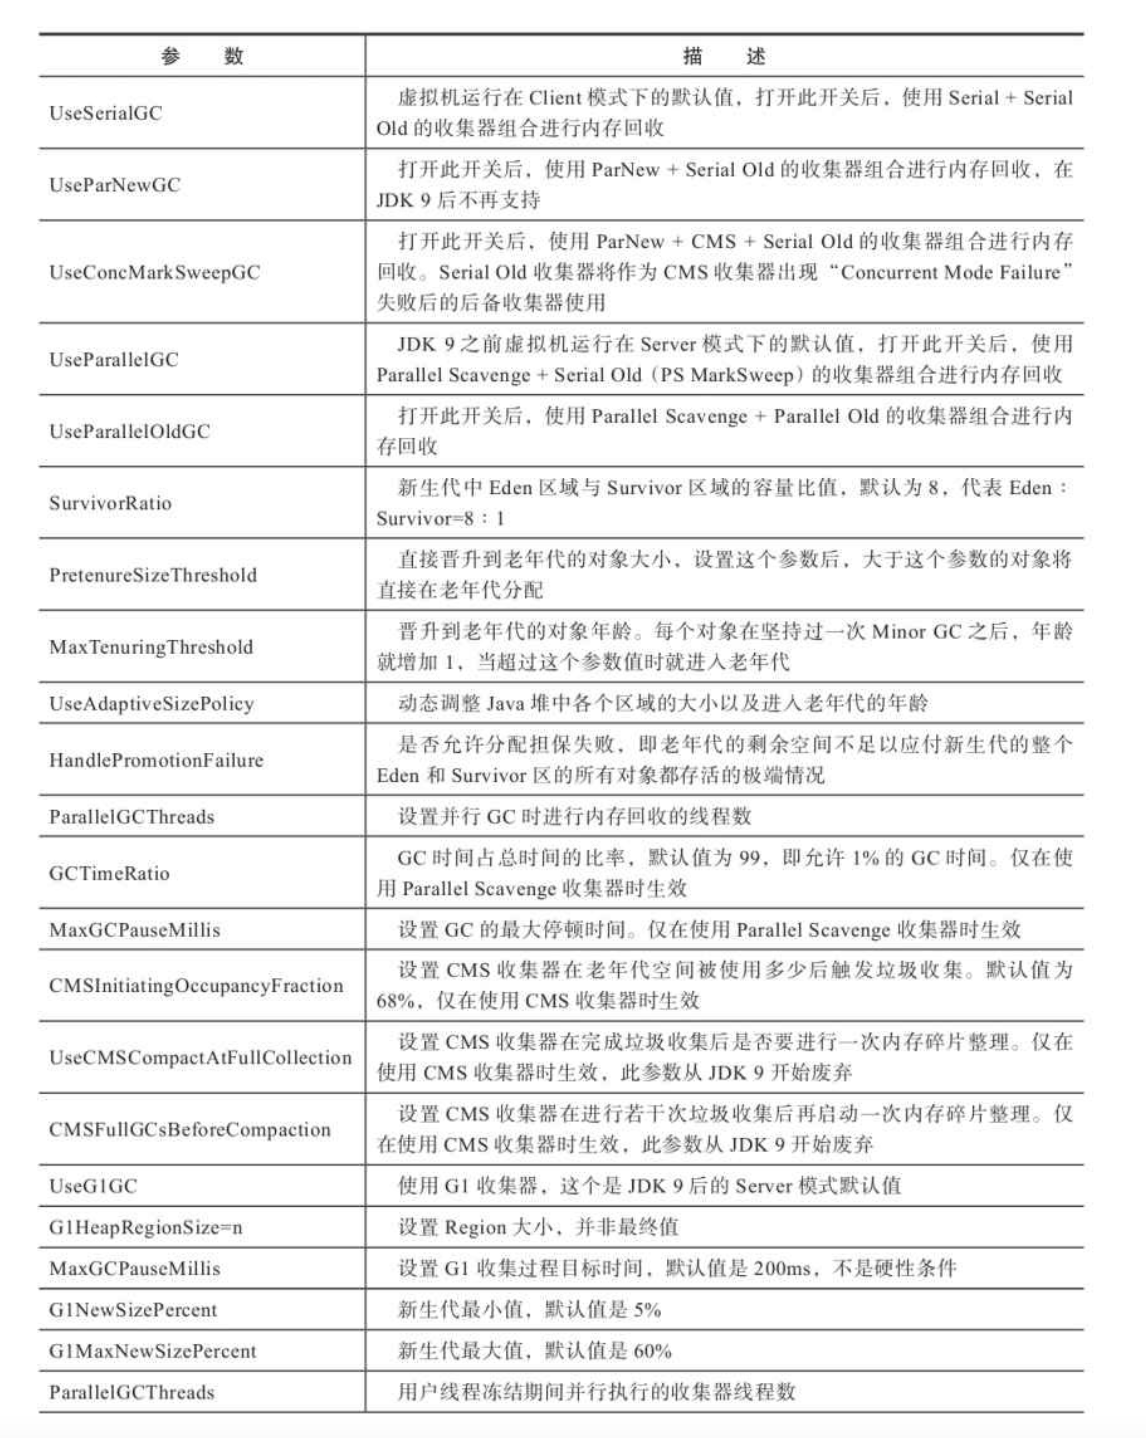 参 数 描 述
UseSerialGC
虚拟机运行在 Client 模式下的默认值，打开此开关后，使用 Serial + Serial
Old 的收集器组合进行内存回收
UseParNewGC
打开此开关后，使用 ParNew + Serial Old 的收集器组合进行内存回收，在
JDK 9 后不再支持
UseConcMarkSweepGC
打开此开关后，使用 ParNew + CMS + Serial Old 的收集器组合进行内存
回收。Serial Old 收集器将作为 CMS 收集器出现“Concurrent Mode Failure”
失败后的后备收集器使用
UseParallelGC
JDK 9 之前虚拟机运行在 Server 模式下的默认值，打开此开关后，使用
Parallel Scavenge + Serial Old（PS MarkSweep）的收集器组合进行内存回收
UseParallelOldGC
打开此开关后，使用 Parallel Scavenge + Parallel Old 的收集器组合进行内
存回收
SurvivorRatio
新生代中 Eden 区域与 Survivor 区域的容量比值，默认为 8，代表 Eden：
Survivor=8：1
PretenureSizeThreshold
直接晋升到老年代的对象大小，设置这个参数后，大于这个参数的对象将
直接在老年代分配
MaxTenuringThreshold
晋升到老年代的对象年龄。每个对象在坚持过一次 Minor GC 之后，年龄
就增加 1，当超过这个参数值时就进入老年代
UseAdaptiveSizePolicy
动态调整 Java 堆中各个区域的大小以及进入老年代的年龄
HandlePromotionFailure
是否允许分配担保失败，即老年代的剩余空间不足以应付新生代的整个
Eden 和 Survivor 区的所有对象都存活的极端情况
ParallelGCThreads
设置并行 GC 时进行内存回收的线程数
GCTimeRatio
GC 时间占总时间的比率，默认值为 99，即允许 1% 的 GC 时间。仅在使
用 Parallel Scavenge 收集器时生效
MaxGCPauseMillis
设置 GC 的最大停顿时间。仅在使用 Parallel Scavenge 收集器时生效
CMSInitiatingOccupancyFraction
设置 CMS 收集器在老年代空间被使用多少后触发垃圾收集。默认值为
68%，仅在使用 CMS 收集器时生效
UseCMSCompactAtFullCollection
设置 CMS 收集器在完成垃圾收集后是否要进行一次内存碎片整理。仅在
使用 CMS 收集器时生效，此参数从 JDK 9 开始废弃
CMSFullGCsBeforeCompaction
设置 CMS 收集器在进行若干次垃圾收集后再启动一次内存碎片整理。仅
在使用 CMS 收集器时生效，此参数从 JDK 9 开始废弃
UseG1GC
使用 G1 收集器，这个是 JDK 9 后的 Server 模式默认值
G1HeapRegionSize=n
设置 Region 大小，并非最终值
MaxGCPauseMillis
设置 G1 收集过程目标时间，默认值是 200ms，不是硬性条件
G1NewSizePercent
新生代最小值，默认值是 5%
G1MaxNewSizePercent
新生代最大值，默认值是 60%
ParallelGCThreads
用户线程冻结期间并行执行的收集器线程数